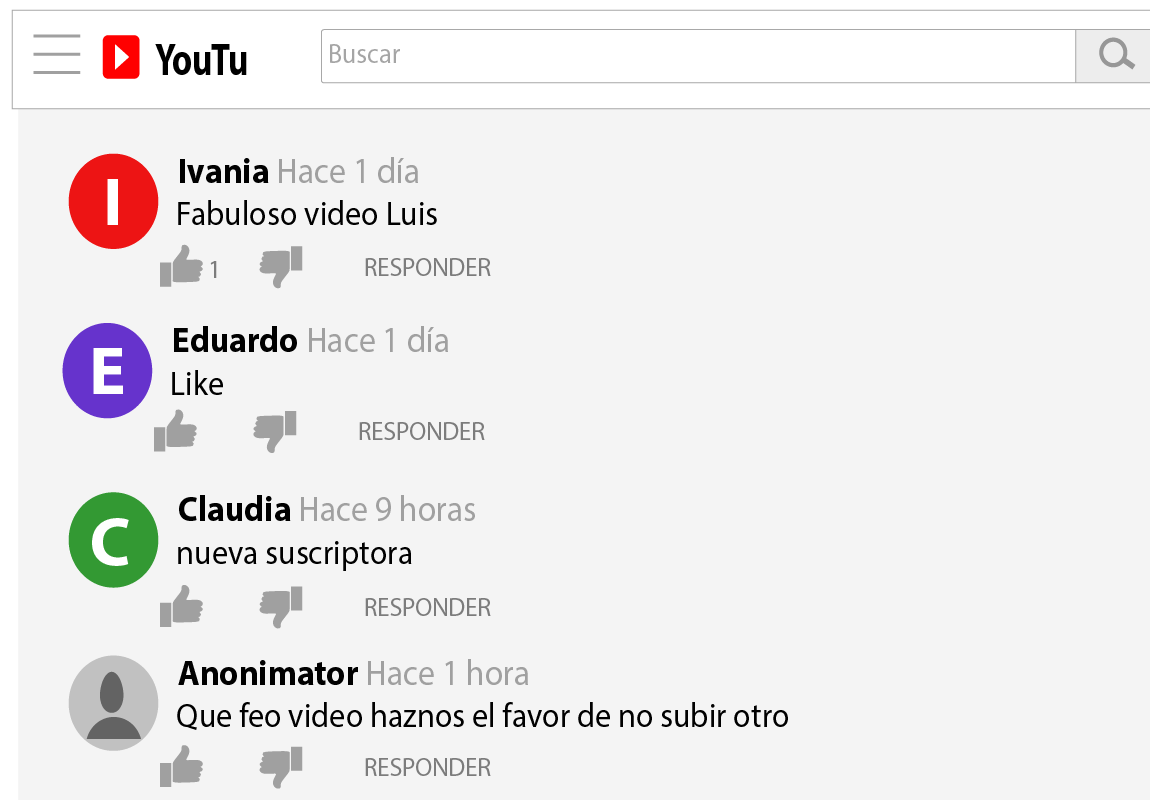 YouTu
Buscar
I
Ivania Hace 1 día
Fabuloso video Luis
1
RESPONDER
E
Eduardo Hace 1 día
Like
RESPONDER
C
Claudia Hace 9 horas
nueva suscriptora
RESPONDER
Anonimator Hace 1 hora
Que feo video haznos el favor de no subir otro
RESPONDER